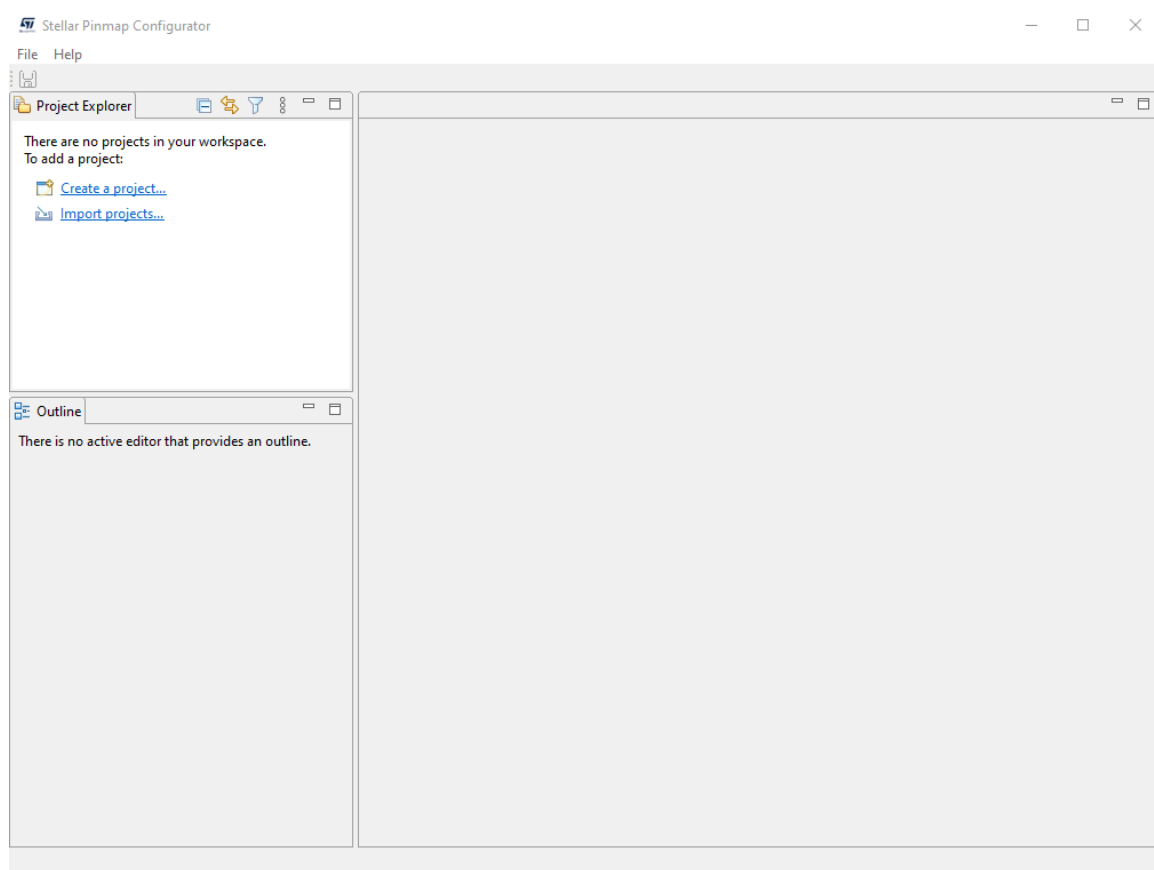 Stellar Pinmap Configurator
File Help
Project Explorer
There are no projects in your workspace.
To add a project:
Create a project...
Import projects...
Outline
There is no active editor that provides an outline.